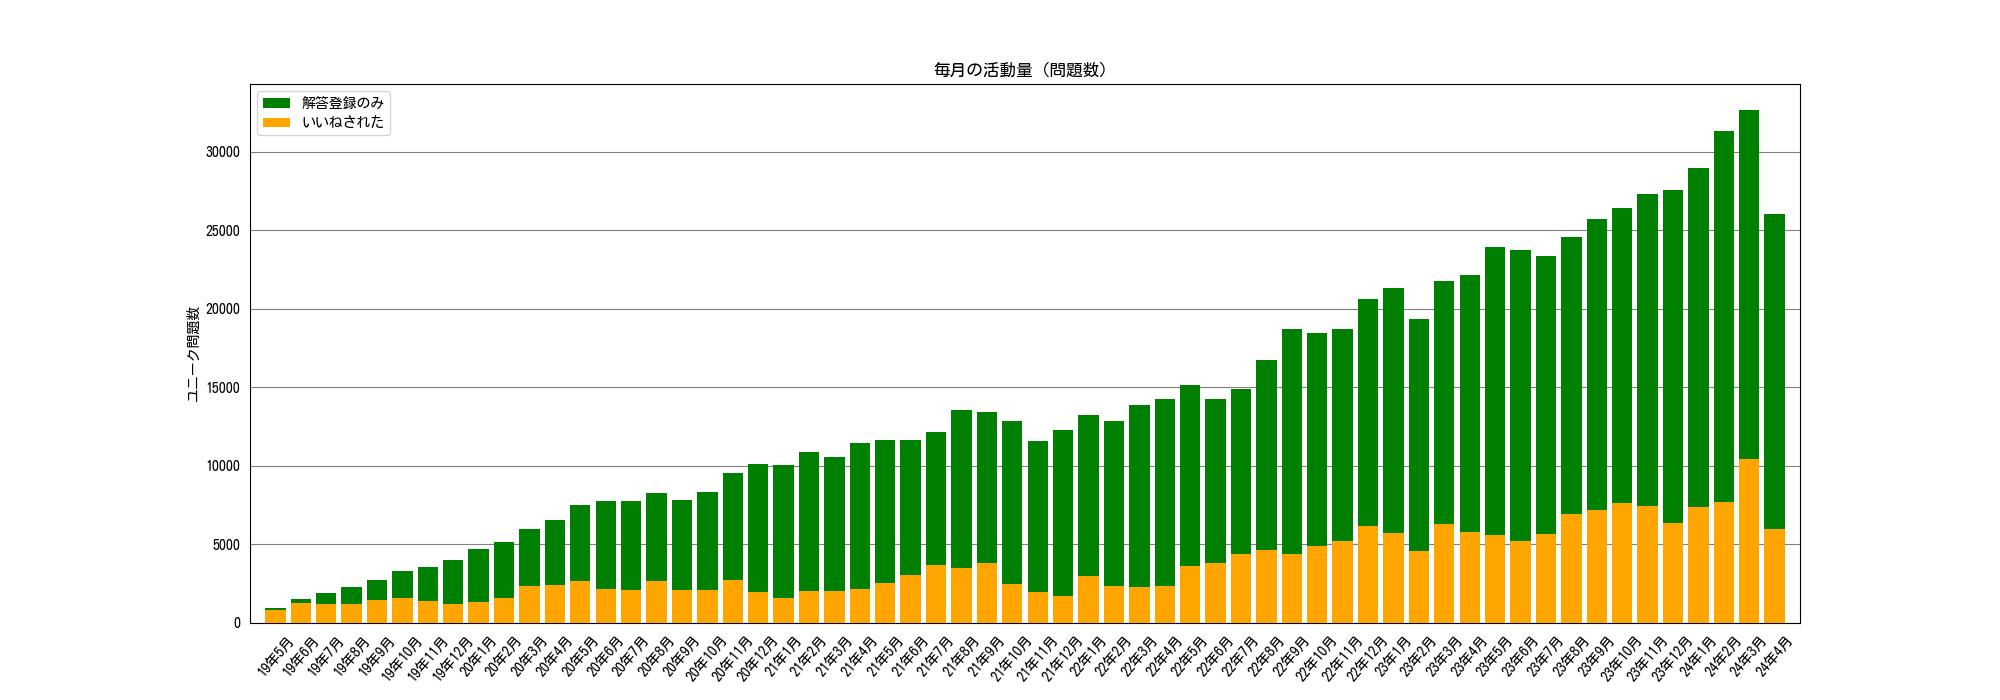 毎月の活動量（問題数）
解答登録のみ
いいねされた
ユニーク問題数
30000
25000
20000
15000
10000
5000
0
19年5月
19年6月
19年7月
19年8月
19年9月
19年10月
19年11月
19年12月
20年1月
20年2月
20年3月
20年4月
20年5月
20年6月
20年7月
20年8月
20年9月
20年10月
20年11月
20年12月
21年1月
21年2月
21年3月
21年4月
21年5月
21年6月
21年7月
21年8月
21年9月
21年10月
21年11月
21年12月
22年1月
22年2月
22年3月
22年4月
22年5月
22年6月
22年7月
22年8月
22年9月
22年10月
22年11月
22年12月
23年1月
23年2月
23年3月
23年4月
23年5月
23年6月
23年7月
23年8月
23年9月
23年10月
23年11月
23年12月
24年1月
24年2月
24年3月
24年4月